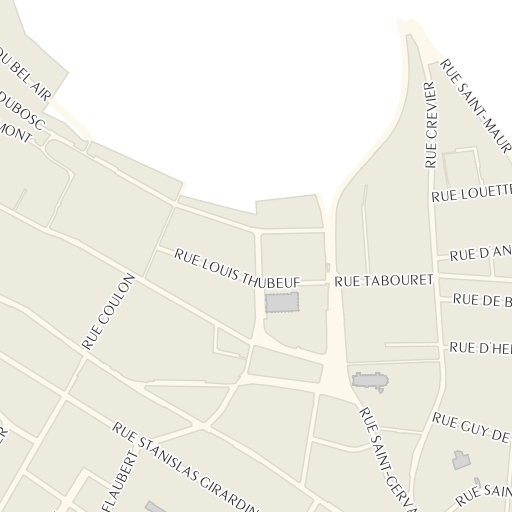 DU BEL AIR
DUBOSC
MONT
RUE SAINT-MAUR
RUE CREVIER
RUE LOUETTE
RUE D'AN
RUE LOUIS THUBEUF
RUE TABOURET
RUE DE B
RUE COULON
RUE D'HE
RUE GUY DE
RUE SAINT-GERVA
RUE STANISLAS GIRARDIN
FLAUBERT
RUE SAIN
ER